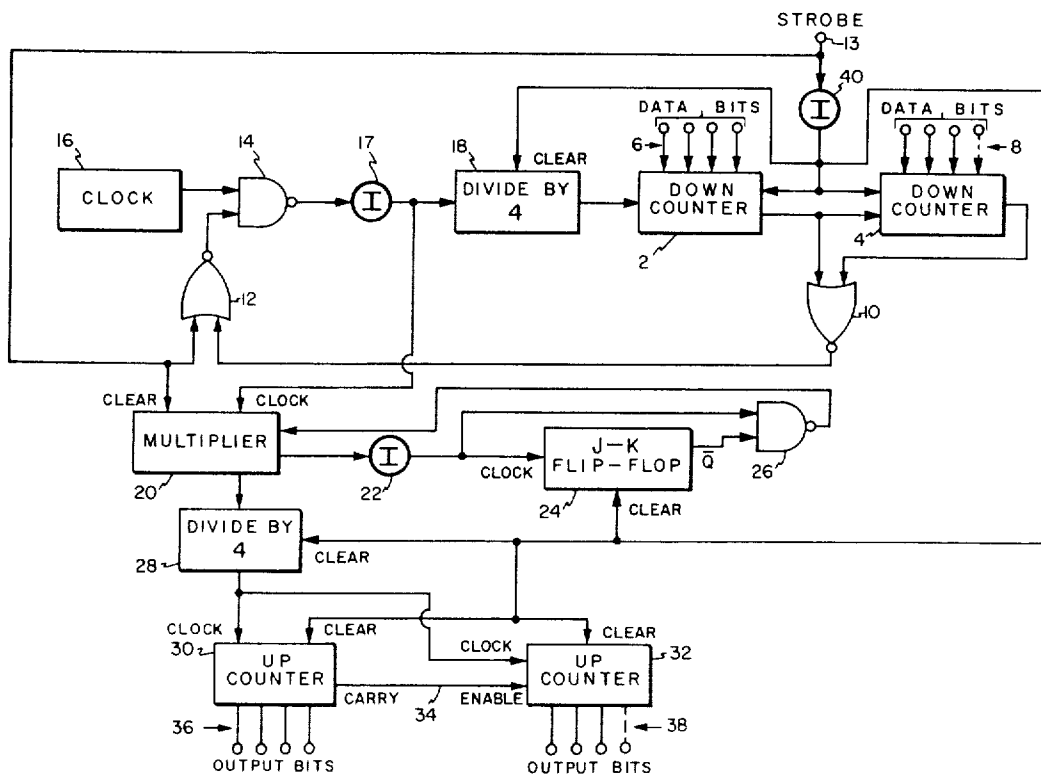 STROBE
13
40
I
DATA BITS
DATA BITS
16
14
17
18
6
8
CLEAR
CLOCK
I
DIVIDE BY
4
DOWN
COUNTER
DOWN
COUNTER
2
4
12
10
CLEAR
CLOCK
MULTIPLIER
20
I
22
CLOCK
J-K
FLIP-FLOP
Q̅
26
24
CLEAR
DIVIDE BY
4
28
CLEAR
CLOCK
CLEAR
CLOCK
CLEAR
30
UP
COUNTER
32
UP
COUNTER
CARRY
34
ENABLE
36
38
OUTPUT BITS
OUTPUT BITS